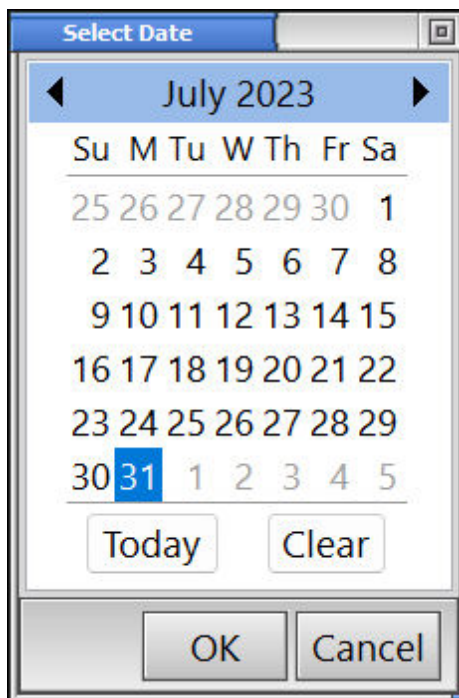 Select Date
July 2023
Su M Tu W Th Fr Sa
25 26 27 28 29 30 1
2 3 4 5 6 7 8
9 10 11 12 13 14 15
16 17 18 19 20 21 22
23 24 25 26 27 28 29
30 31 1 2 3 4 5
Today Clear
OK Cancel